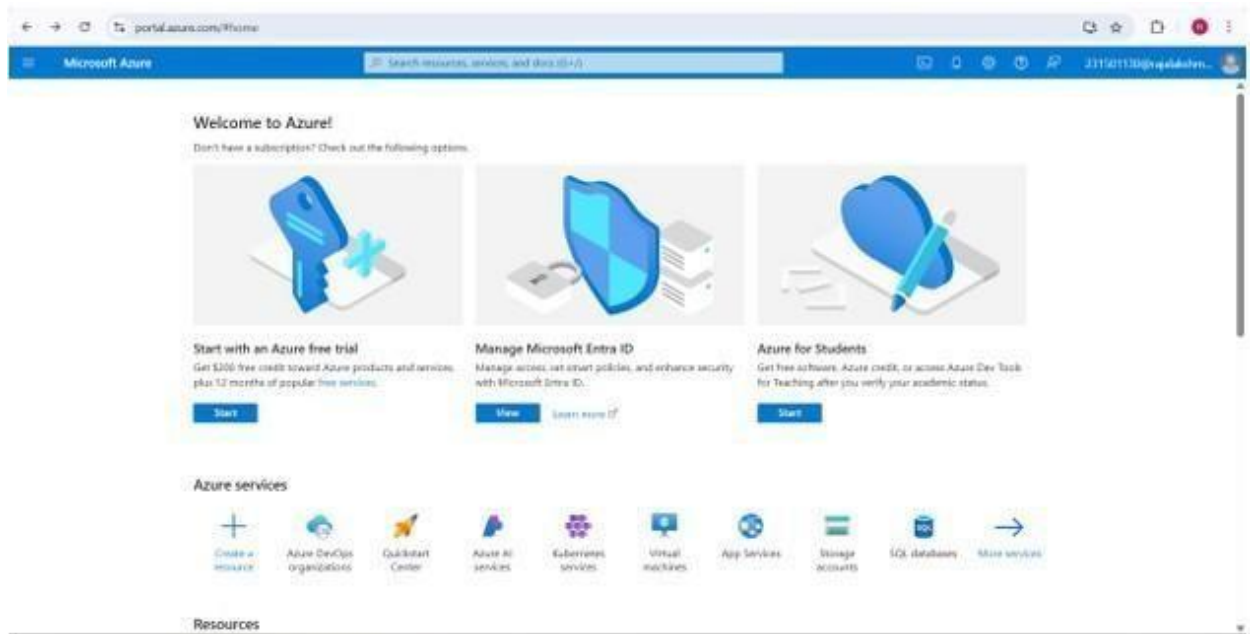 portal.azure.com/#home
Microsoft Azure
Search resources, services, and docs (G+/)
231501130@rajalakshm...
Welcome to Azure!
Don't have a subscription? Check out the following options.
Start with an Azure free trial
Get $200 free credit toward Azure products and services,
plus 12 months of popular free services.
Start
Manage Microsoft Entra ID
Manage access, set smart policies, and enhance security
with Microsoft Entra ID.
View
Learn more
Azure for Students
Get free software, Azure credit, or access Azure Dev Tools
for Teaching after you verify your academic status.
Start
Azure services
Create a
resource
Azure DevOps
organizations
Quickstart
Center
Azure AI
services
Kubernetes
services
Virtual
machines
App Services
Storage
accounts
SQL
SQL databases
More services
Resources